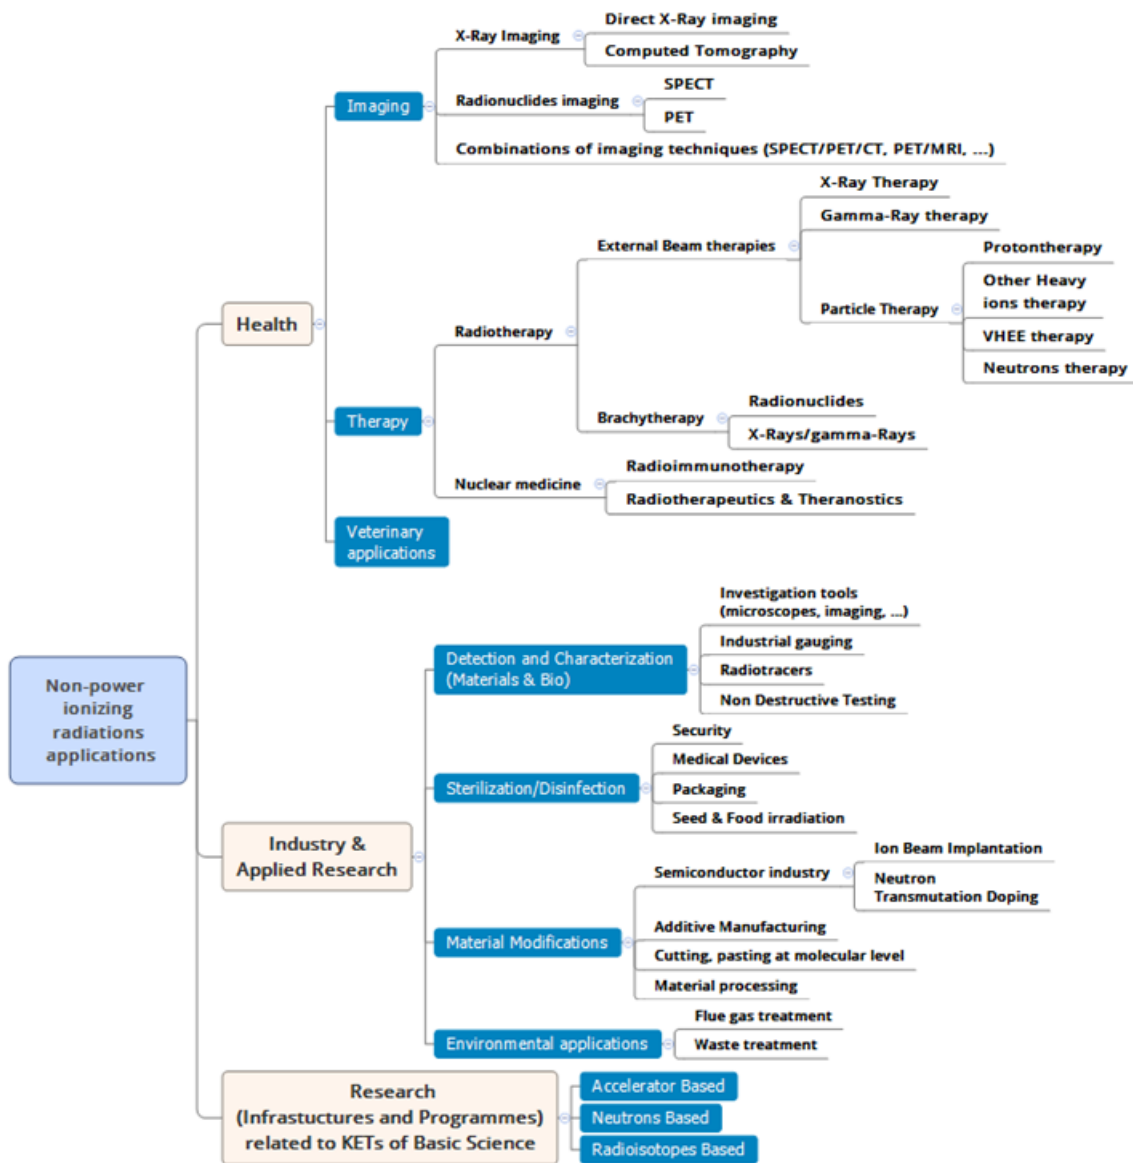 Direct X-Ray imaging
X-Ray Imaging
Computed Tomography
SPECT
Imaging
Radionuclides imaging
PET
Combinations of imaging techniques (SPECT/PET/CT, PET/MRI, ...)
X-Ray Therapy
Gamma-Ray therapy
External Beam therapies
Protontherapy
Other Heavy
ions therapy
Particle Therapy
Health
Radiotherapy
VHEE therapy
Neutrons therapy
Radionuclides
Therapy
Brachytherapy
X-Rays/gamma-Rays
Radioimmunotherapy
Nuclear medicine
Radiotherapeutics & Theranostics
Veterinary
applications
Investigation tools
(microscopes, imaging, ...)
Detection and Characterization
(Materials & Bio)
Industrial gauging
Radiotracers
Non Destructive Testing
Non-power
ionizing
radiations
applications
Security
Medical Devices
Sterilization/Disinfection
Packaging
Seed & Food irradiation
Industry &
Applied Research
Ion Beam Implantation
Semiconductor industry
Neutron
Transmutation Doping
Additive Manufacturing
Material Modifications
Cutting, pasting at molecular level
Material processing
Flue gas treatment
Environmental applications
Waste treatment
Research
(Infrastuctures and Programmes)
related to KETs of Basic Science
Accelerator Based
Neutrons Based
Radioisotopes Based